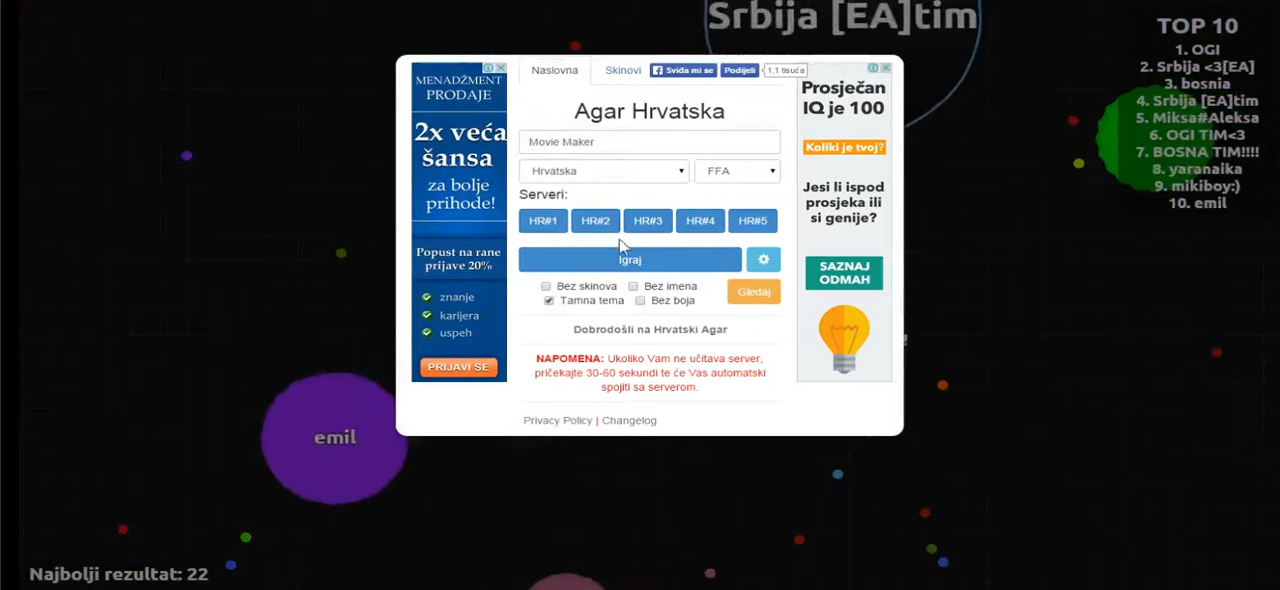 Srbija [EA]tim
TOP 10
1. OGI
2. Srbija <3[EA]
3. bosnia
4. Srbija [EA]tim
5. Miksa#Aleksa
6. OGI TIM<3
7. BOSNA TIM!!!!
8. yaranaika
9. mikiboy:)
10. emil
MENADŽMENT
PRODAJE
2x veća
šansa
za bolje
prihode!
Popust na rane
prijave 20%
znanje
karijera
uspeh
PRIJAVI SE
Naslovna
Skinovi
Sviđa mi se
Podijeli
1,1 tisuća
Agar Hrvatska
Movie Maker
Hrvatska
FFA
Serveri:
HR#1 HR#2 HR#3 HR#4 HR#5
Igraj
Bez skinova Bez imena
Tamna tema Bez boja
Gledaj
Dobrodošli na Hrvatski Agar
NAPOMENA: Ukoliko Vam ne učitava server,
pričekajte 30-60 sekundi te će Vas automatski
spojiti sa serverom.
Privacy Policy | Changelog
Prosječan
IQ je 100
Koliki je tvoj?
Jesi li ispod
prosjeka ili
si genije?
SAZNAJ
ODMAH
emil
Najbolji rezultat: 22